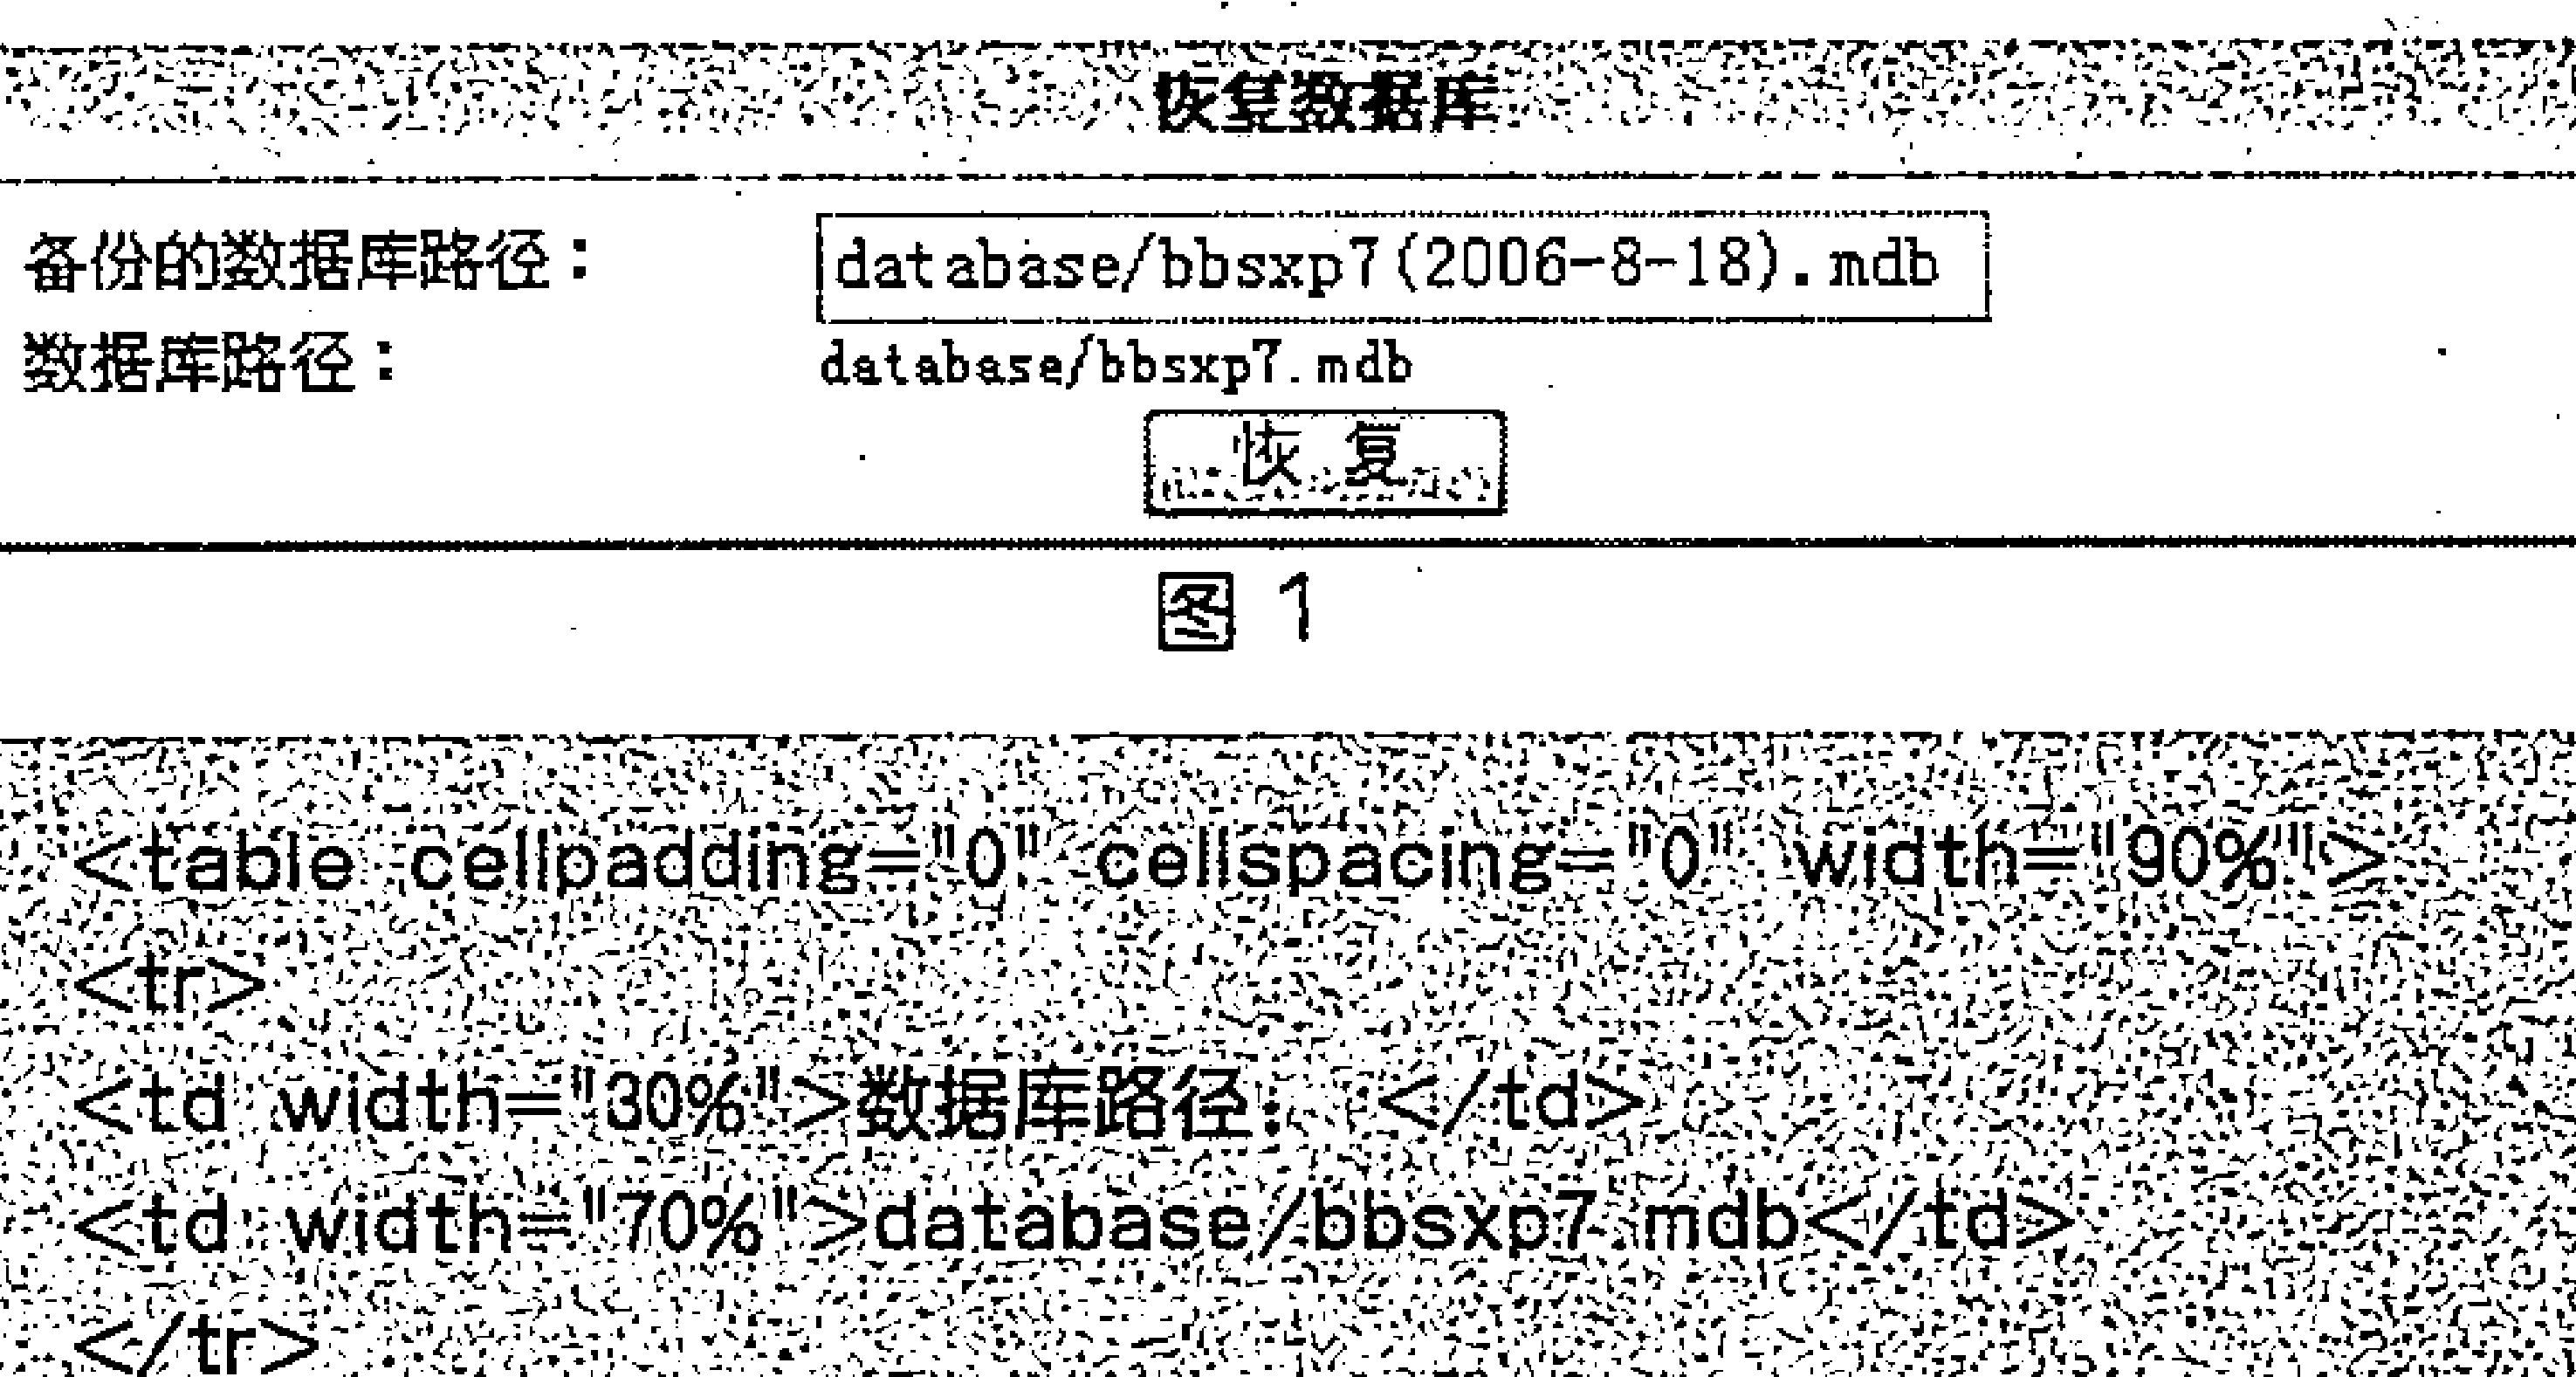 恢复数据库
备份的数据库路径： database/bbsxp7(2006-8-18).mdb
数据库路径： database/bbsxp7.mdb
恢 复
图 1
<table cellpadding="0" cellspacing="0" width="90%">
<tr>
<td width="30%">数据库路径: </td>
<td width="70%">database/bbsxp7.mdb</td>
</tr>